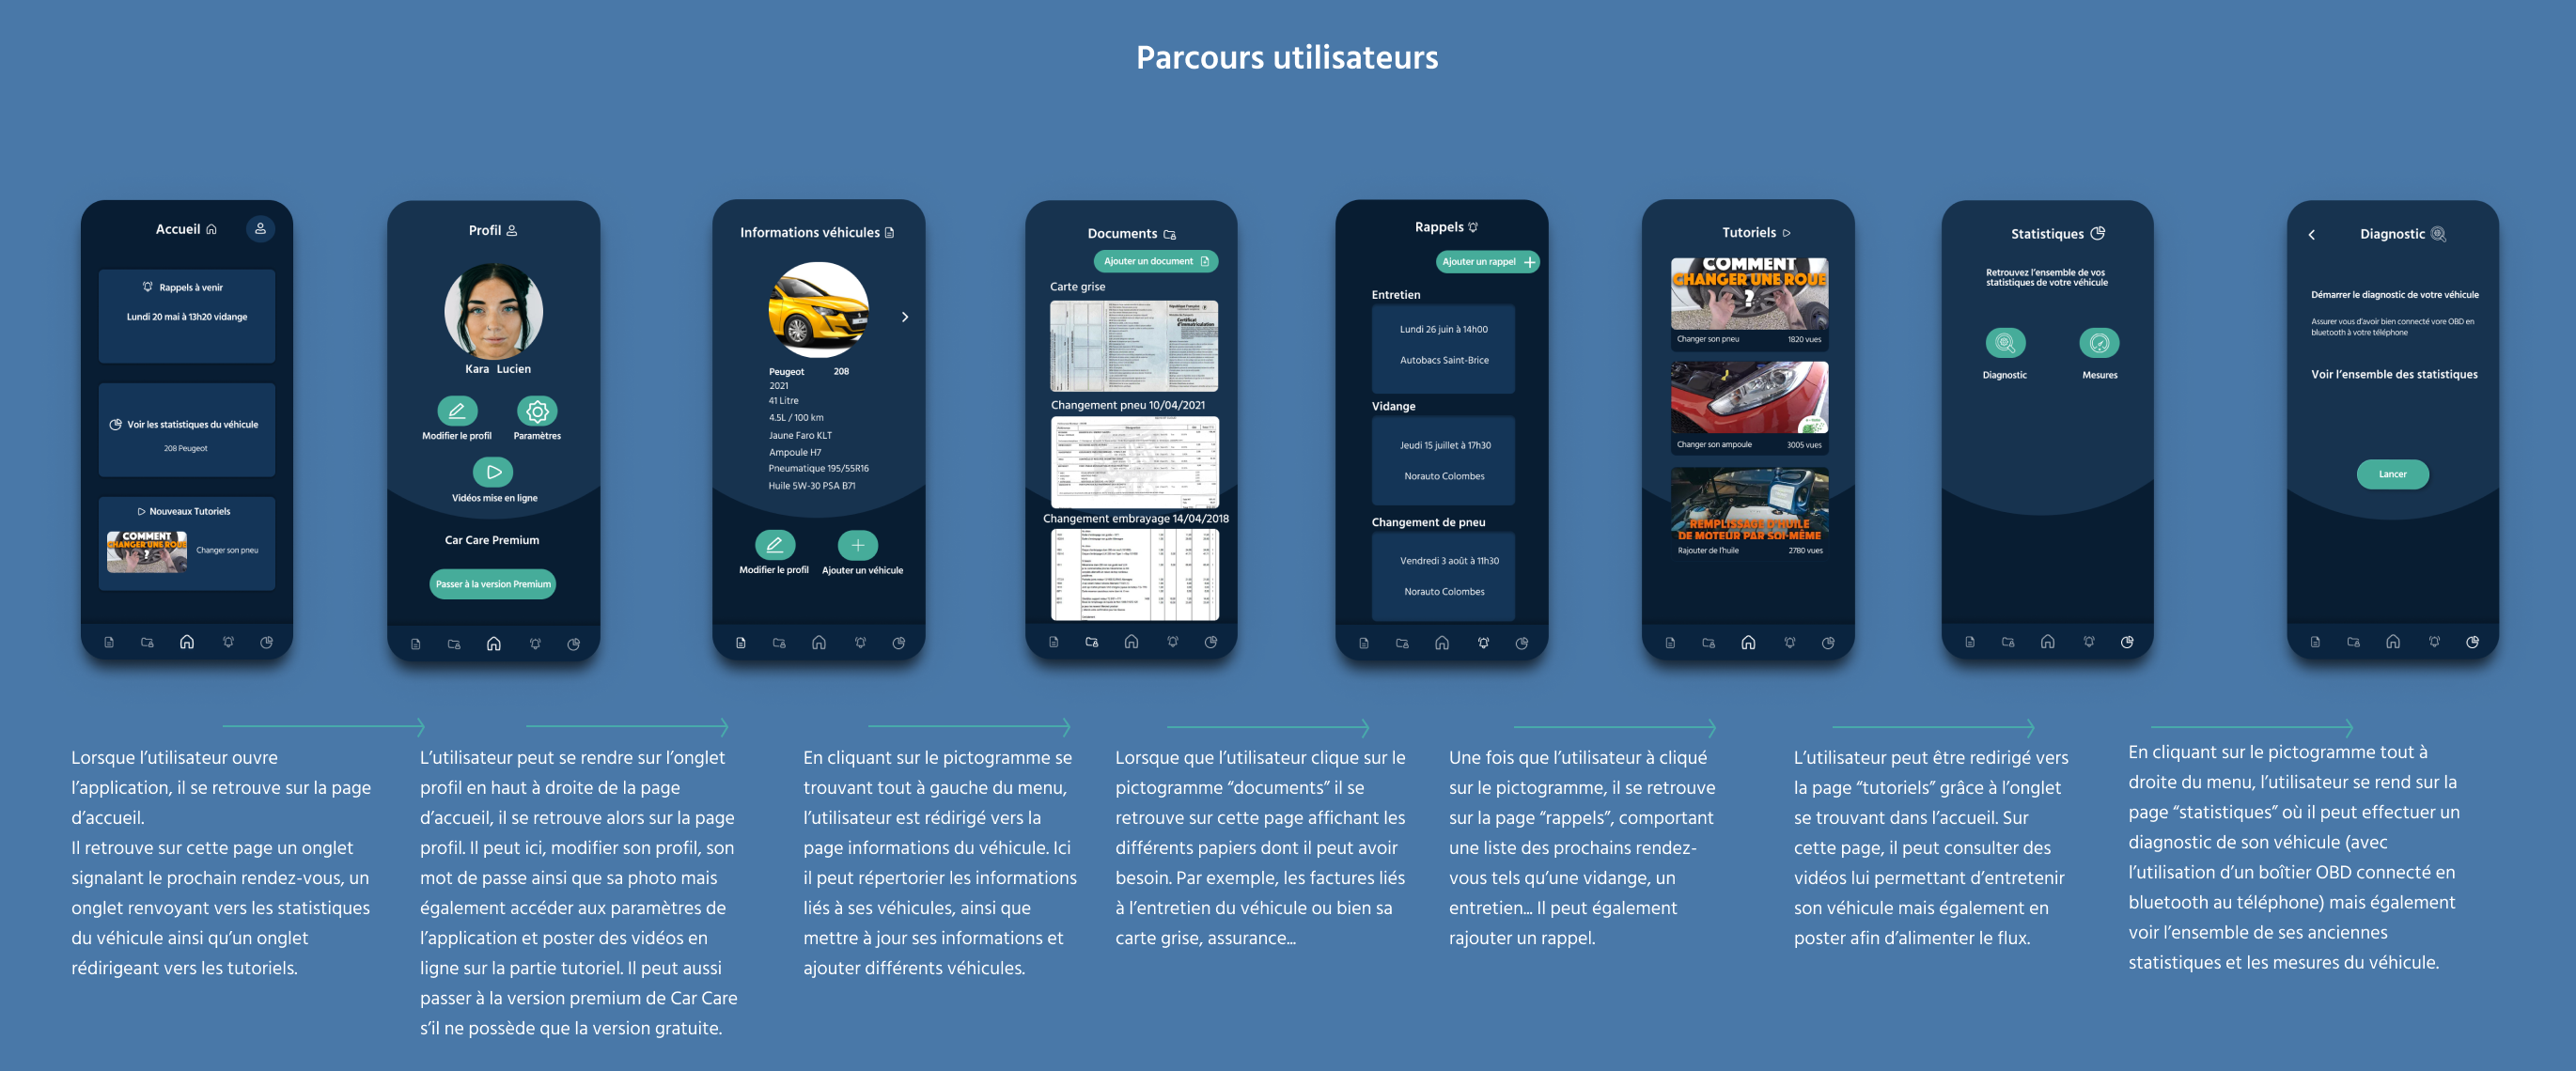 Parcours utilisateurs
Accueil
Rappels à venir
Lundi 20 mai à 13h20 vidange
Voir les statistiques du véhicule
208 Peugeot
Nouveaux Tutoriels
COMMENT
CHANGER UNE ROUE
?
Changer son pneu
Profil
Kara Lucien
Modifier le profil
Paramètres
Vidéos mise en ligne
Car Care Premium
Passer à la version Premium
Informations véhicules
Peugeot 208
2021
41 Litre
4.5L / 100 km
Jaune Faro KLT
Ampoule H7
Pneumatique 195/55R16
Huile 5W-30 PSA B71
Modifier le profil
Ajouter un véhicule
Documents
Ajouter un document
Carte grise
République Française
Certificat
d'immatriculation
Changement pneu 10/04/2021
Changement embrayage 14/04/2018
Rappels
Ajouter un rappel
Entretien
Lundi 26 juin à 14h00
Autobacs Saint-Brice
Vidange
Jeudi 15 juillet à 17h30
Norauto Colombes
Changement de pneu
Vendredi 3 août à 11h30
Norauto Colombes
Tutoriels
COMMENT
CHANGER UNE ROUE
?
Changer son pneu 1820 vues
Changer son ampoule 3005 vues
REMPLISSAGE D'HUILE
DE MOTEUR PAR SOI-MÊME
Rajouter de l'huile 2780 vues
Statistiques
Retrouvez l'ensemble de vos
statistiques de votre véhicule
Diagnostic
Mesures
Diagnostic
Démarrer le diagnostic de votre véhicule
Assurer vous d'avoir bien connecté vore OBD en
bluetooth à votre téléphone
Voir l'ensemble des statistiques
Lancer
Lorsque l'utilisateur ouvre
l'application, il se retrouve sur la page
d'accueil.
Il retrouve sur cette page un onglet
signalant le prochain rendez-vous, un
onglet renvoyant vers les statistiques
du véhicule ainsi qu'un onglet
rédirigeant vers les tutoriels.
L'utilisateur peut se rendre sur l'onglet
profil en haut à droite de la page
d'accueil, il se retrouve alors sur la page
profil. Il peut ici, modifier son profil, son
mot de passe ainsi que sa photo mais
également accéder aux paramètres de
l'application et poster des vidéos en
ligne sur la partie tutoriel. Il peut aussi
passer à la version premium de Car Care
s'il ne possède que la version gratuite.
En cliquant sur le pictogramme se
trouvant tout à gauche du menu,
l'utilisateur est rédirigé vers la
page informations du véhicule. Ici
il peut répertorier les informations
liés à ses véhicules, ainsi que
mettre à jour ses informations et
ajouter différents véhicules.
Lorsque que l'utilisateur clique sur le
pictogramme “documents” il se
retrouve sur cette page affichant les
différents papiers dont il peut avoir
besoin. Par exemple, les factures liés
à l'entretien du véhicule ou bien sa
carte grise, assurance...
Une fois que l'utilisateur à cliqué
sur le pictogramme, il se retrouve
sur la page “rappels”, comportant
une liste des prochains rendez-
vous tels qu'une vidange, un
entretien... Il peut également
rajouter un rappel.
L'utilisateur peut être redirigé vers
la page “tutoriels” grâce à l'onglet
se trouvant dans l'accueil. Sur
cette page, il peut consulter des
vidéos lui permettant d'entretenir
son véhicule mais également en
poster afin d'alimenter le flux.
En cliquant sur le pictogramme tout à
droite du menu, l'utilisateur se rend sur la
page “statistiques” où il peut effectuer un
diagnostic de son véhicule (avec
l'utilisation d'un boîtier OBD connecté en
bluetooth au téléphone) mais également
voir l'ensemble de ses anciennes
statistiques et les mesures du véhicule.